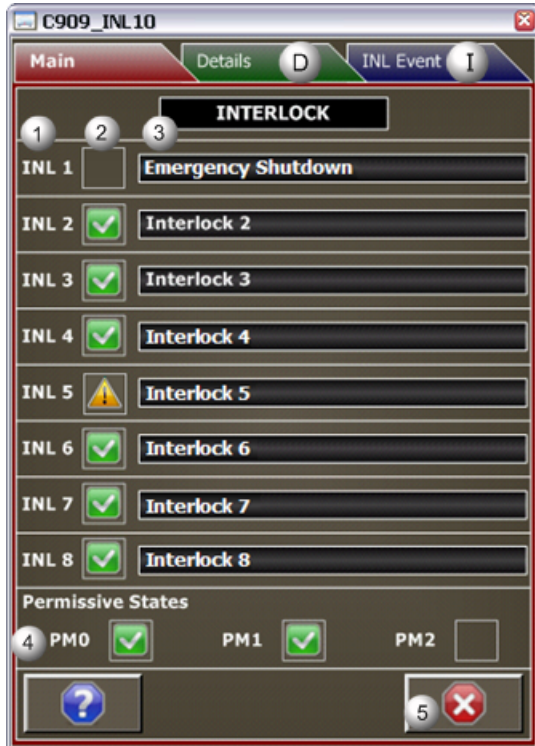 C909_INL10
Main Details D INL Event I
INTERLOCK
1 2 3
INL 1 Emergency Shutdown
INL 2 Interlock 2
INL 3 Interlock 3
INL 4 Interlock 4
INL 5 Interlock 5
INL 6 Interlock 6
INL 7 Interlock 7
INL 8 Interlock 8
Permissive States
4 PM0 PM1 PM2
? 5